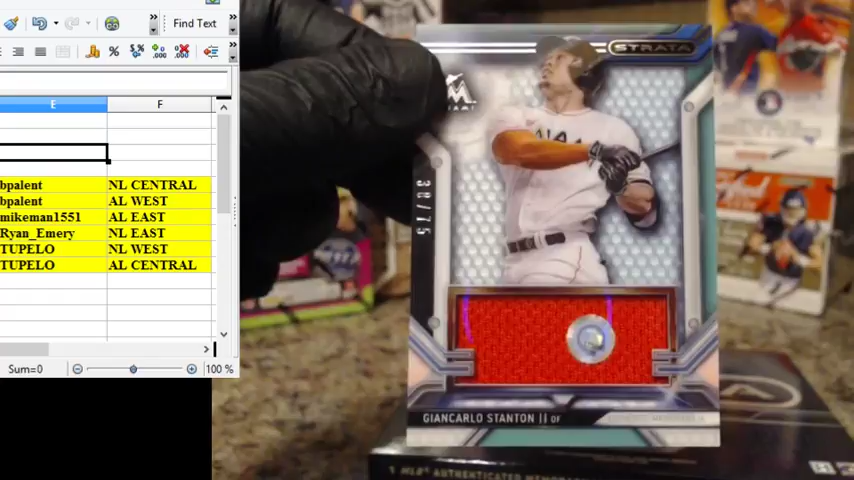 Find Text
E F
bpalent NL CENTRAL
bpalent AL WEST
mikeman1551 AL EAST
Ryan_Emery NL EAST
TUPELO NL WEST
TUPELO AL CENTRAL
Sum=0 100 %
STRATA
MIAMI
38/75
GIANCARLO STANTON || OF